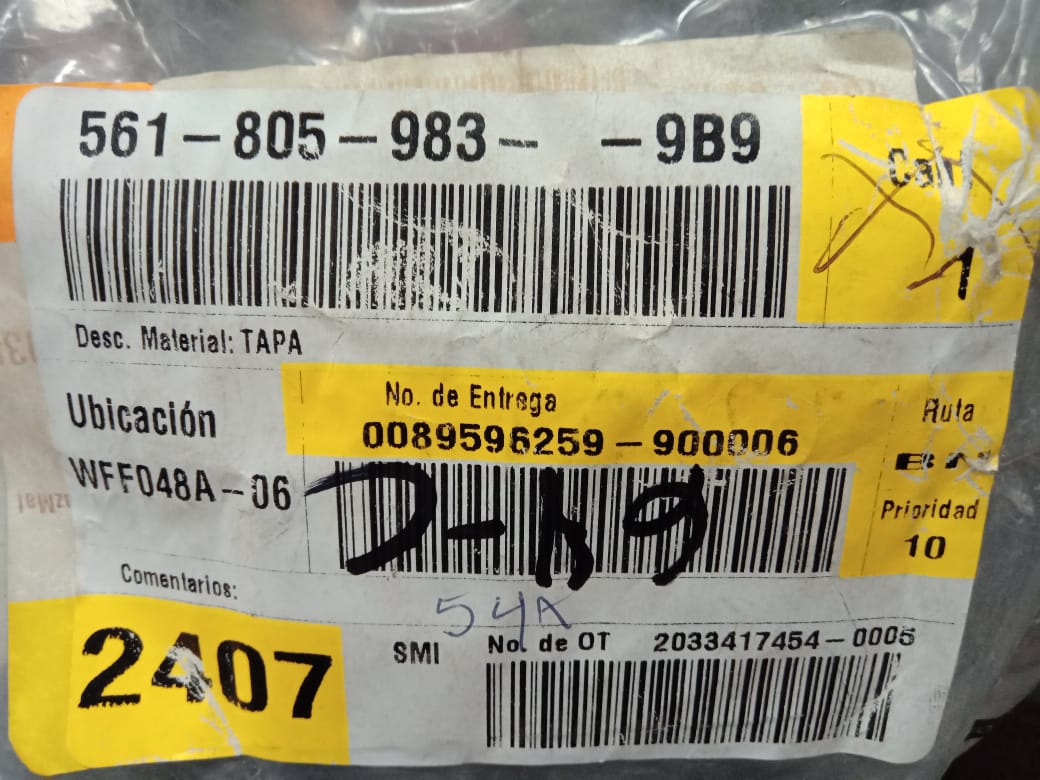 561-805-983- -9B9
1
Desc. Material: TAPA
No. de Entrega
Ubicación
Ruta
0089596259-900006
WFF048A-06
Prioridad
10
Comentarios:
54A
2407
SMI
No. de OT 2033417454-0005